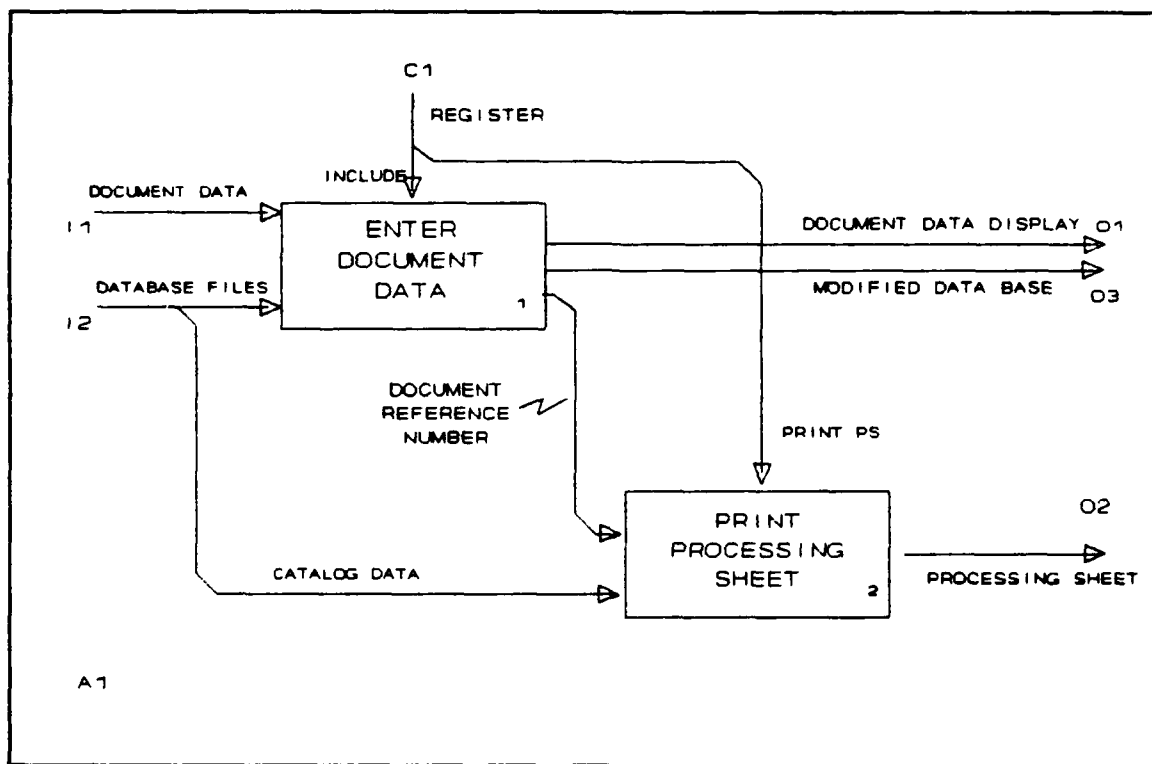 C1
REGISTER
INCLUDE
DOCUMENT DATA
I1
ENTER
DOCUMENT
DATA
1
DOCUMENT DATA DISPLAY O1
DATABASE FILES
I2
MODIFIED DATA BASE
O3
DOCUMENT
REFERENCE
NUMBER
PRINT PS
PRINT
PROCESSING
SHEET
2
O2
PROCESSING SHEET
CATALOG DATA
A1